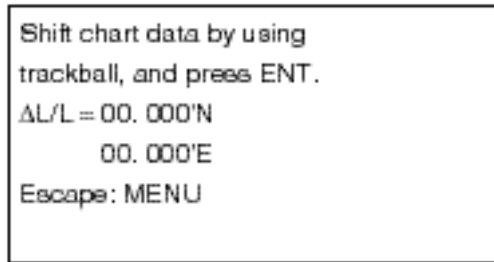 Shift chart data by using
trackball, and press ENT.
ΔL/L = 00. 000'N
00. 000'E
Escape: MENU